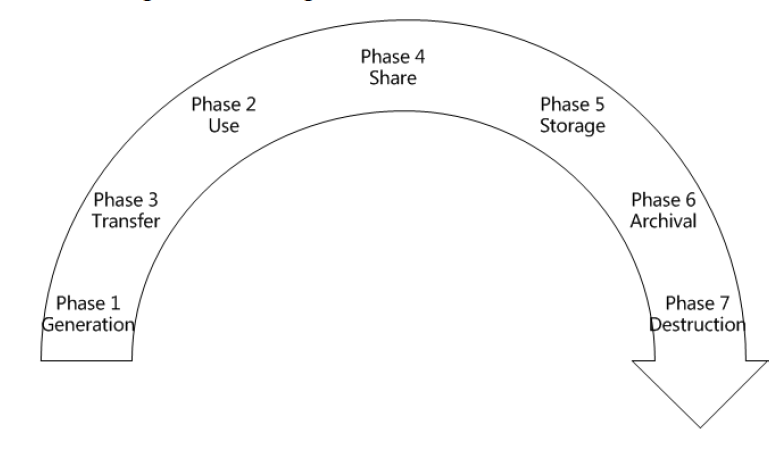 Phase 1
Generation
Phase 3
Transfer
Phase 2
Use
Phase 4
Share
Phase 5
Storage
Phase 6
Archival
Phase 7
Destruction